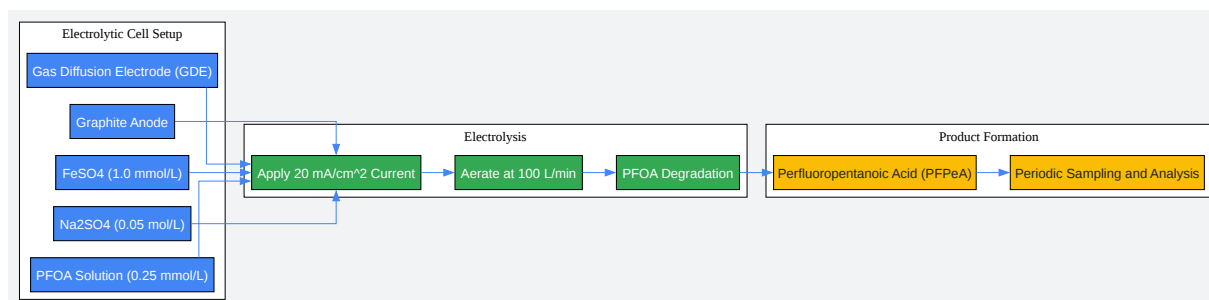 Electrolytic Cell Setup
Gas Diffusion Electrode (GDE)
Graphite Anode
FeSO4 (1.0 mmol/L)
Na2SO4 (0.05 mol/L)
PFOA Solution (0.25 mmol/L)
Electrolysis
Apply 20 mA/cm^2 Current
Aerate at 100 L/min
PFOA Degradation
Product Formation
Perfluoropentanoic Acid (PFPeA)
Periodic Sampling and Analysis